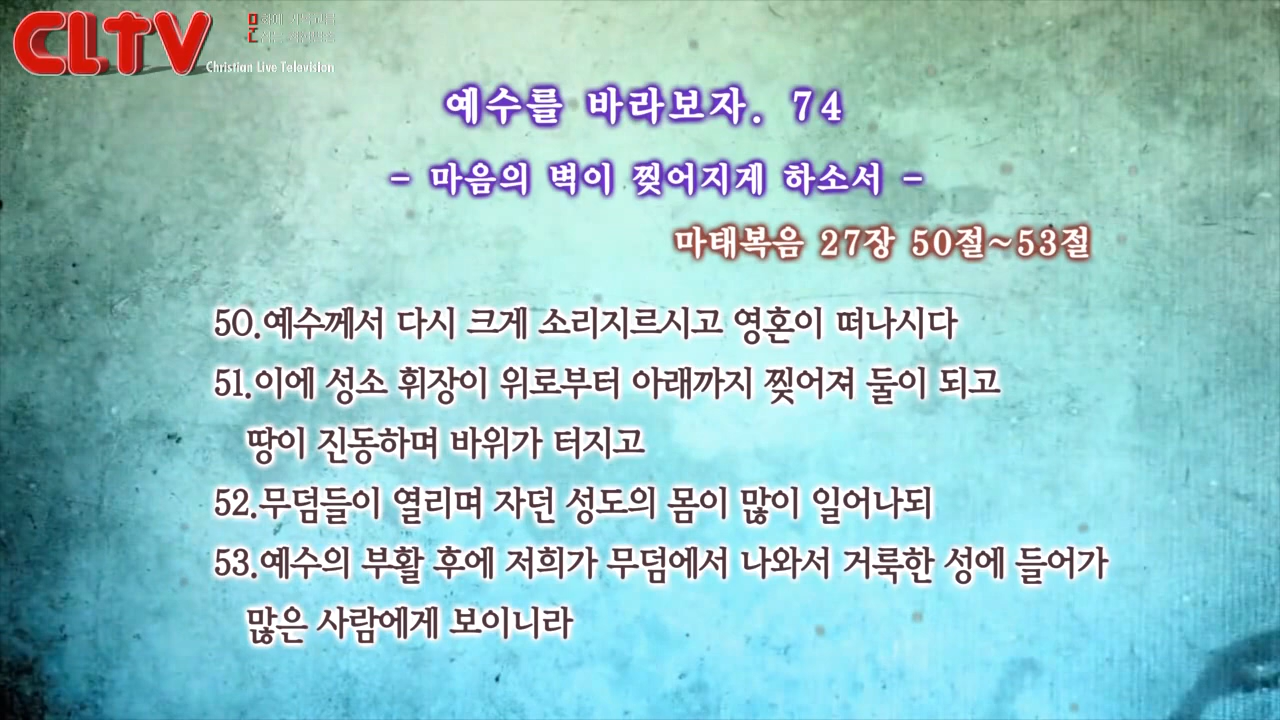 CLTV
Christian Live Television
예수를 바라보자. 74
- 마음의 벽이 찢어지게 하소서 -
마태복음 27장 50절~53절
50.예수께서 다시 크게 소리지르시고 영혼이 떠나시다
51.이에 성소 휘장이 위로부터 아래까지 찢어져 둘이 되고
땅이 진동하며 바위가 터지고
52.무덤들이 열리며 자던 성도의 몸이 많이 일어나되
53.예수의 부활 후에 저희가 무덤에서 나와서 거룩한 성에 들어가
많은 사람에게 보이니라